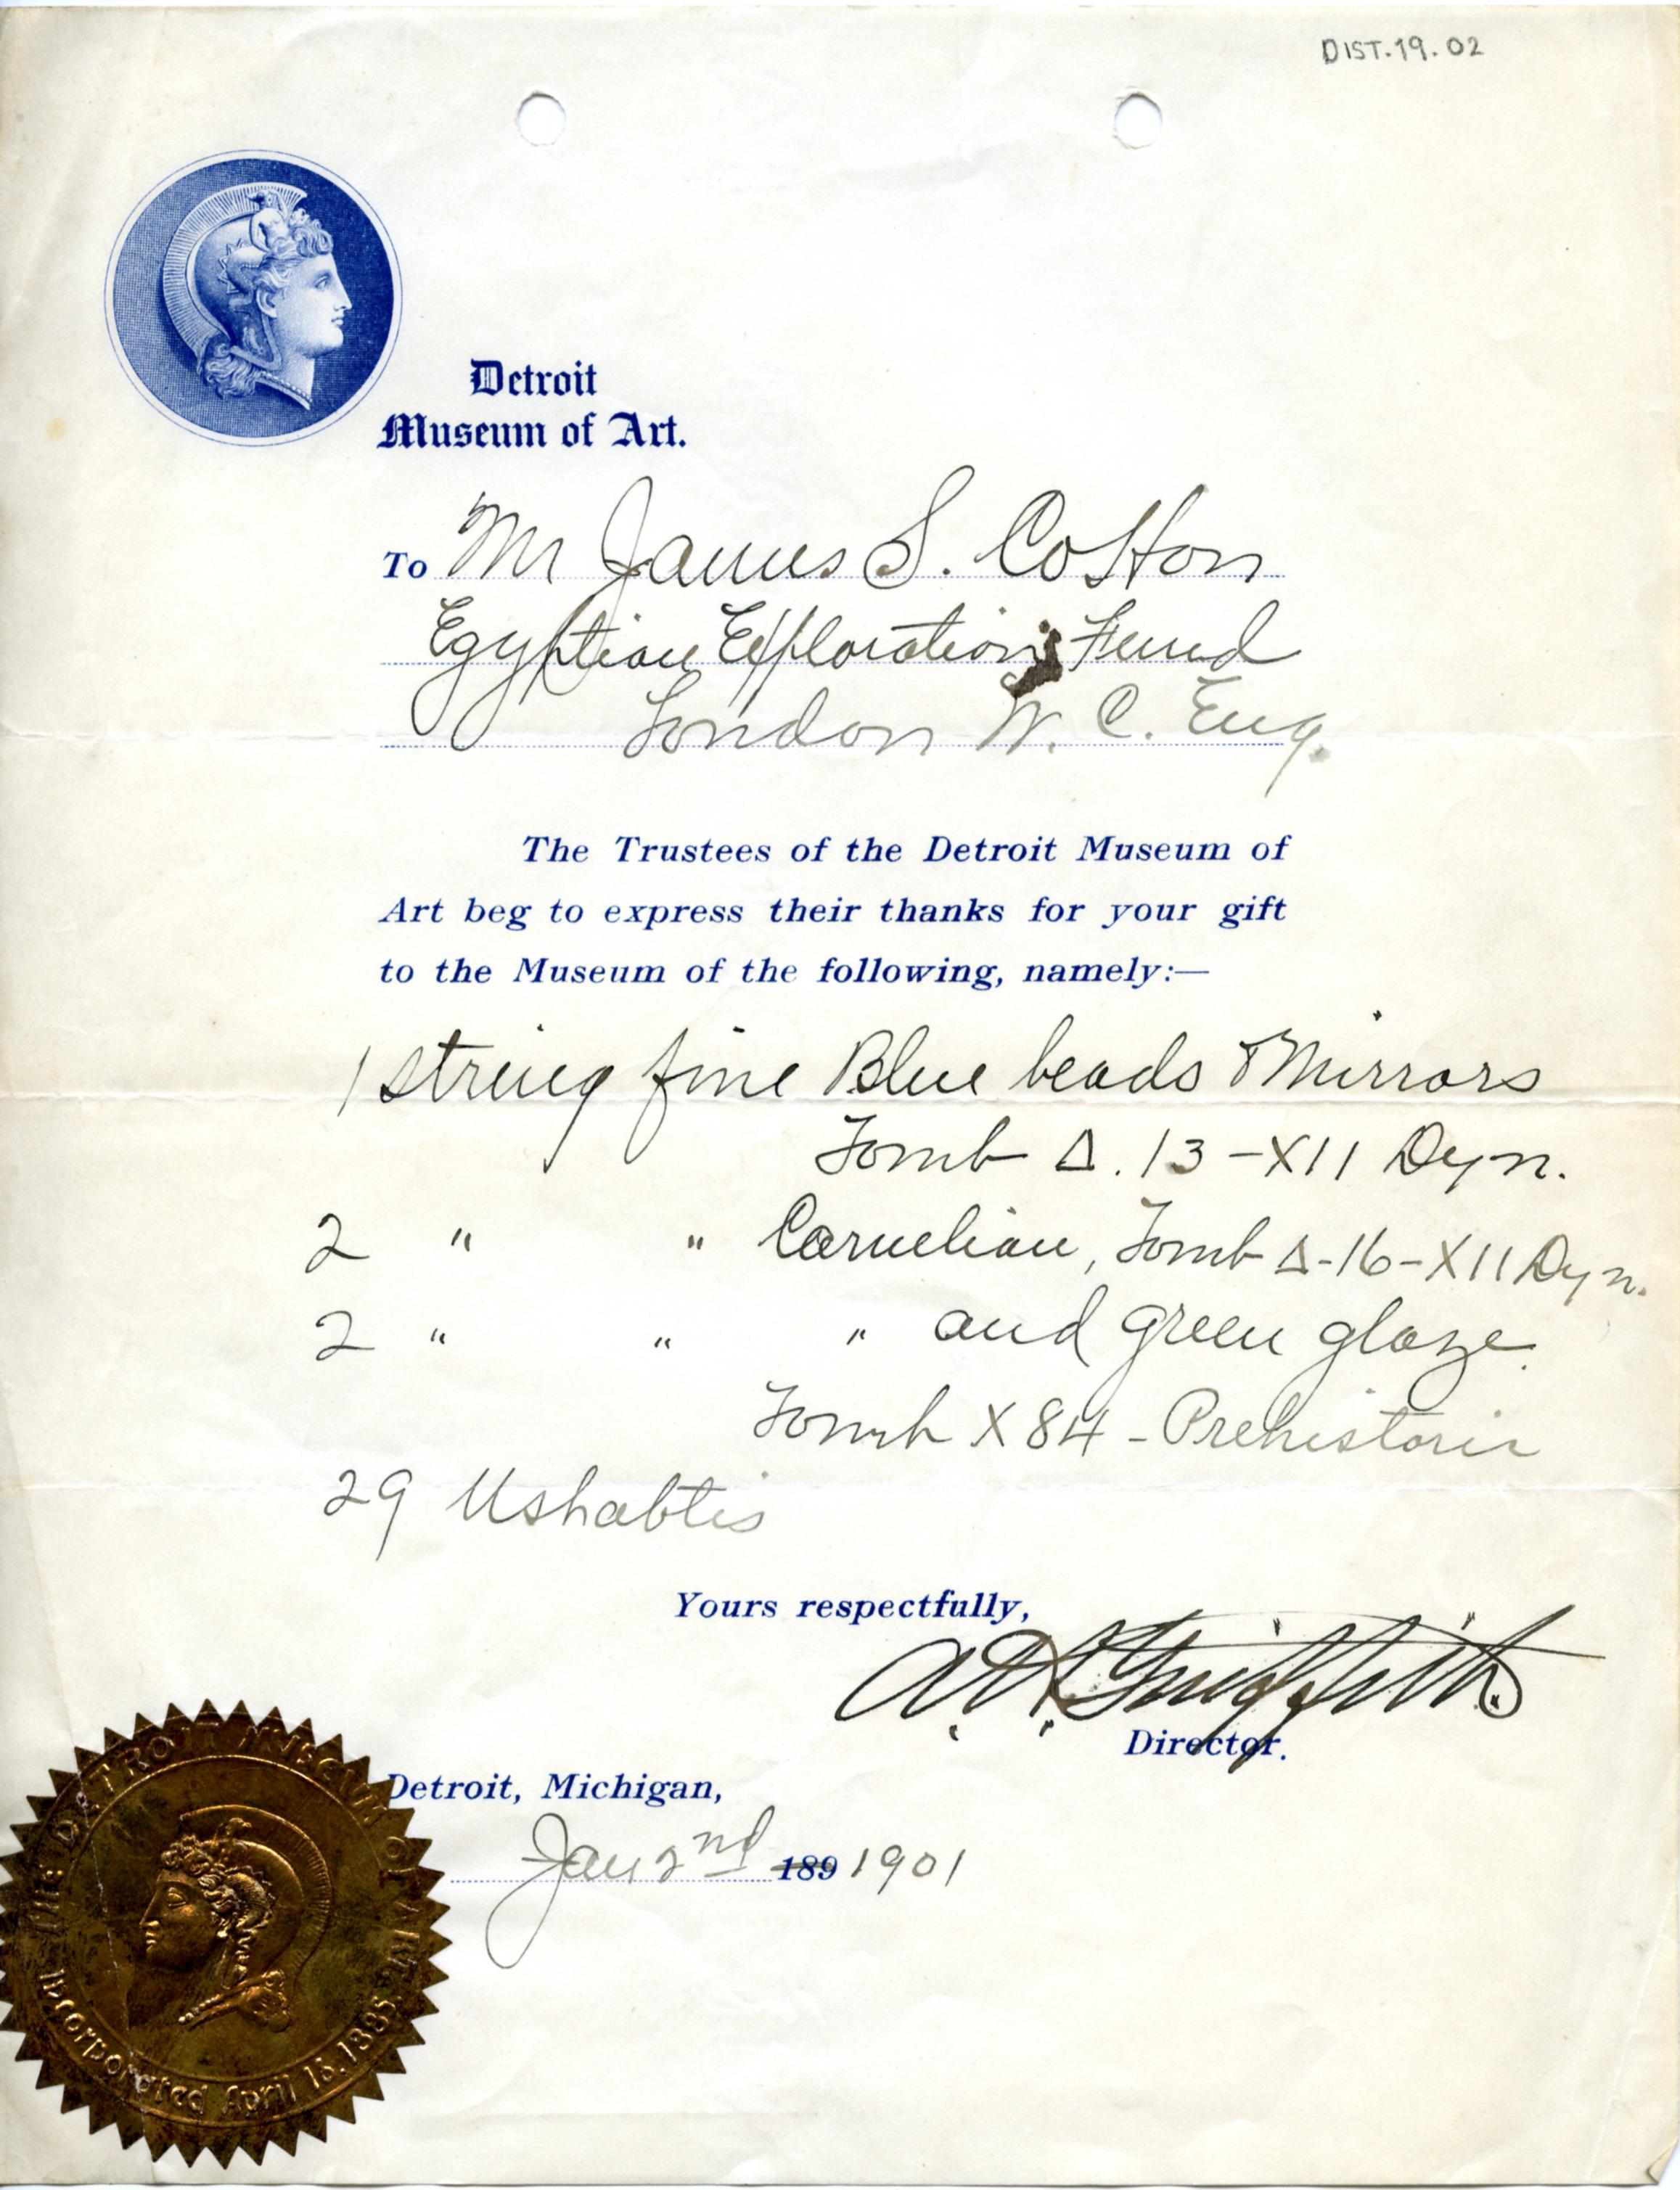 DIST.19.02
Detroit
Museum of Art.
To Mr James S. Cotton
Egyptian Exploration Fund
London W. C. Eng.
The Trustees of the Detroit Museum of
Art beg to express their thanks for your gift
to the Museum of the following, namely:—
1 string fine Blue beads & Mirrors
Tomb Δ. 13 - XII Dyn.
2 " " Carnelian, Tomb Δ-16-XII Dyn.
2 " " " and green glaze.
Tomb X 84 - Prehistoric
29 Ushabtis
Yours respectfully,
A. H. Griffith.
Director.
Detroit, Michigan,
Jan 2nd 189 1901
THE DETROIT MUSEUM OF ART.
Incorporated April 16, 1885.